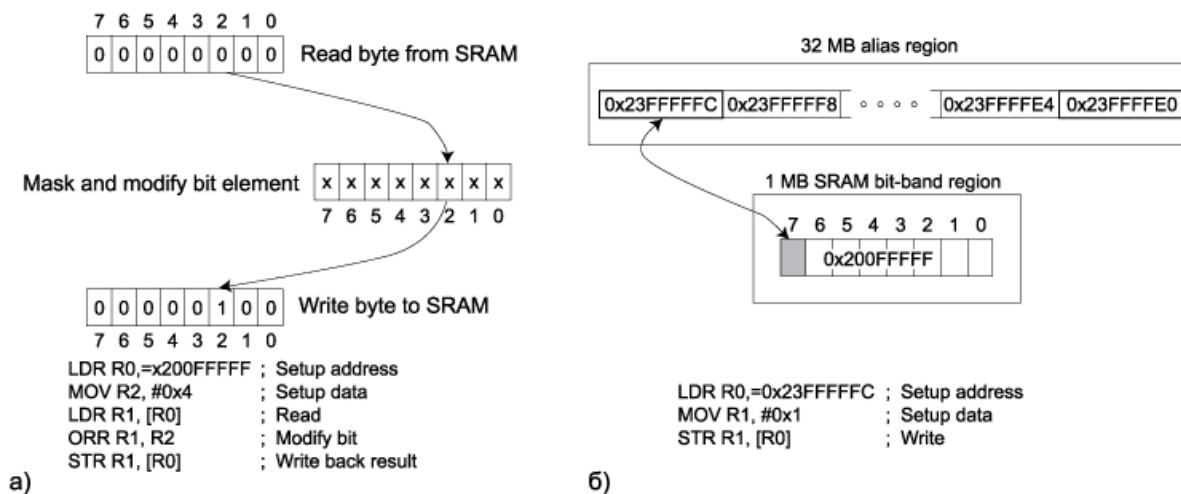 7 6 5 4 3 2 1 0
0 0 0 0 0 0 0 0
Read byte from SRAM
Mask and modify bit element
x x x x x x x x
7 6 5 4 3 2 1 0
0 0 0 0 0 1 0 0
Write byte to SRAM
7 6 5 4 3 2 1 0
LDR R0,=x200FFFFF ; Setup address
MOV R2, #0x4 ; Setup data
LDR R1, [R0] ; Read
ORR R1, R2 ; Modify bit
STR R1, [R0] ; Write back result
а)
32 MB alias region
0x23FFFFFC 0x23FFFFF8 0x23FFFFE4 0x23FFFFE0
1 MB SRAM bit-band region
7 6 5 4 3 2 1 0
0x200FFFFF
LDR R0,=0x23FFFFFC ; Setup address
MOV R1, #0x1 ; Setup data
STR R1, [R0] ; Write
б)